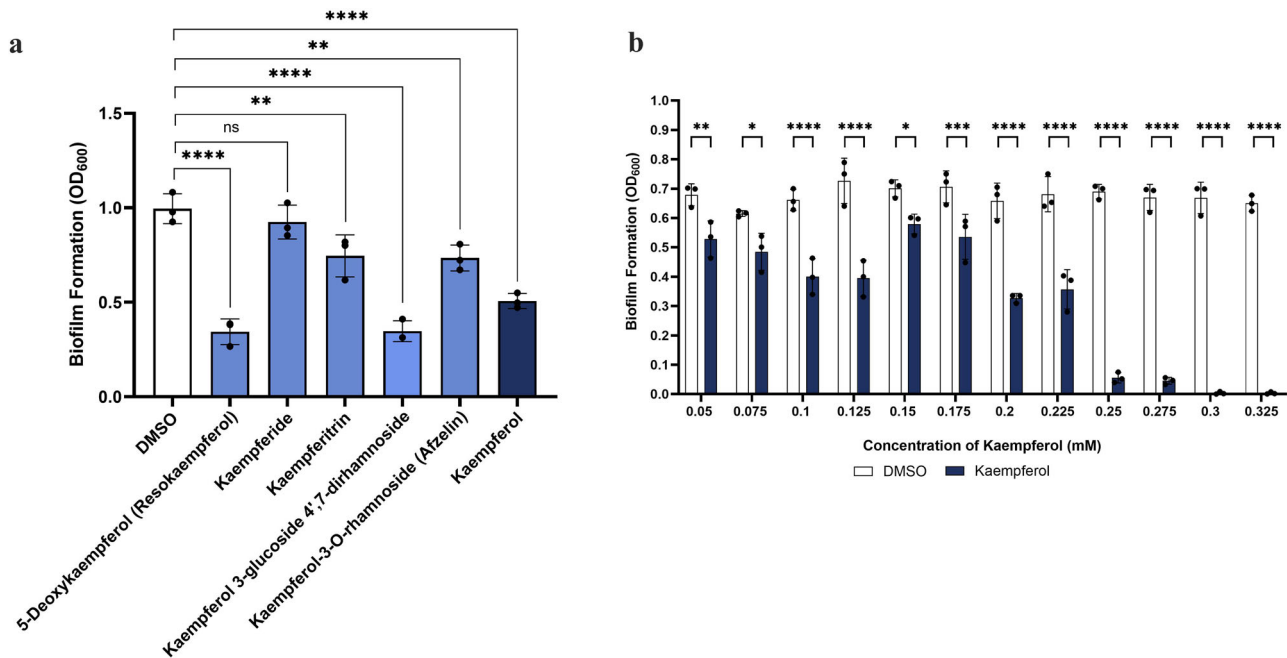 a
****
**
****
**
ns
****
1.5
1.0
0.5
0.0
Biofilm Formation (OD600)
DMSO
5-Deoxykaempferol (Resokaempferol)
Kaempferide
Kaempferitrin
Kaempferol 3-glucoside 4',7-dirhamnoside
Kaempferol-3-O-rhamnoside (Afzelin)
Kaempferol
b
1.0
0.9
0.8
0.7
0.6
0.5
0.4
0.3
0.2
0.1
0.0
Biofilm Formation (OD600)
** * **** **** * *** **** **** **** **** **** ****
0.05 0.075 0.1 0.125 0.15 0.175 0.2 0.225 0.25 0.275 0.3 0.325
Concentration of Kaempferol (mM)
DMSO Kaempferol